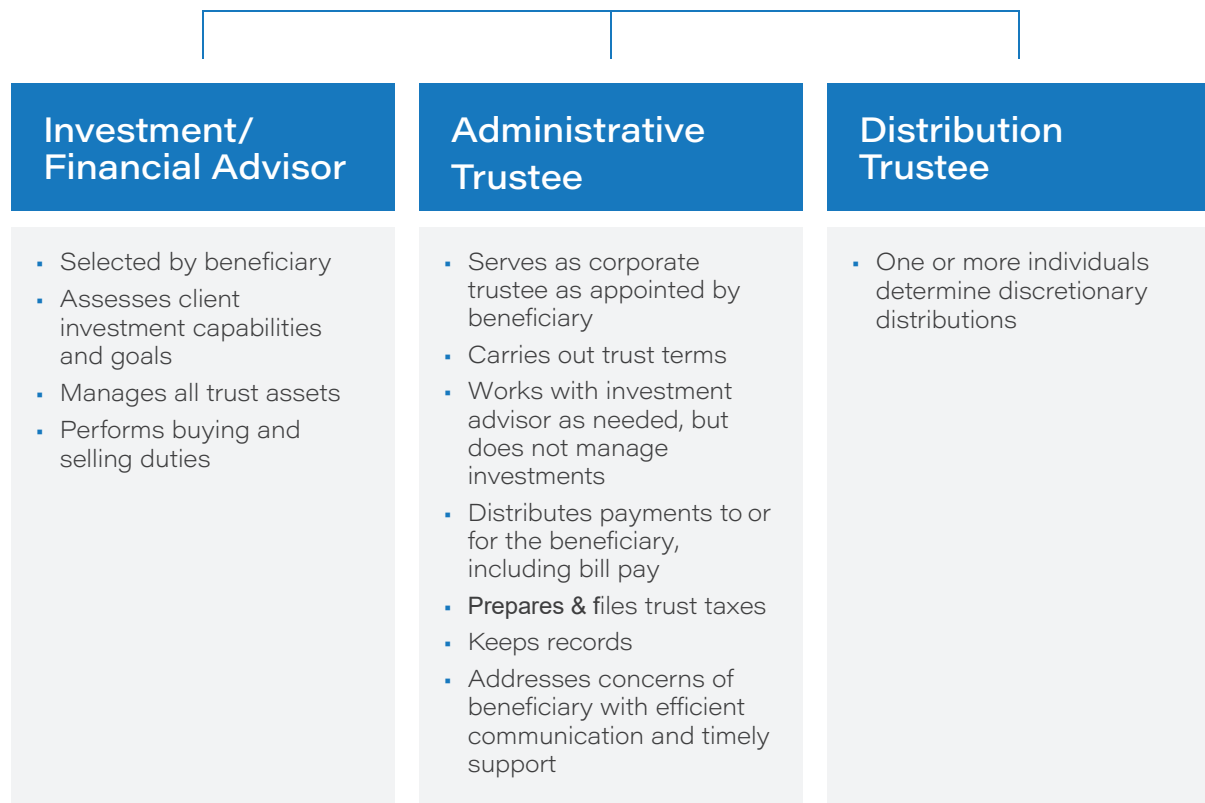 Investment/
Financial Advisor
▪ Selected by beneficiary
▪ Assesses client
investment capabilities
and goals
▪ Manages all trust assets
▪ Performs buying and
selling duties
Administrative
Trustee
▪ Serves as corporate
trustee as appointed by
beneficiary
▪ Carries out trust terms
▪ Works with investment
advisor as needed, but
does not manage
investments
▪ Distributes payments to or
for the beneficiary,
including bill pay
▪ Prepares & files trust taxes
▪ Keeps records
▪ Addresses concerns of
beneficiary with efficient
communication and timely
support
Distribution
Trustee
▪ One or more individuals
determine discretionary
distributions